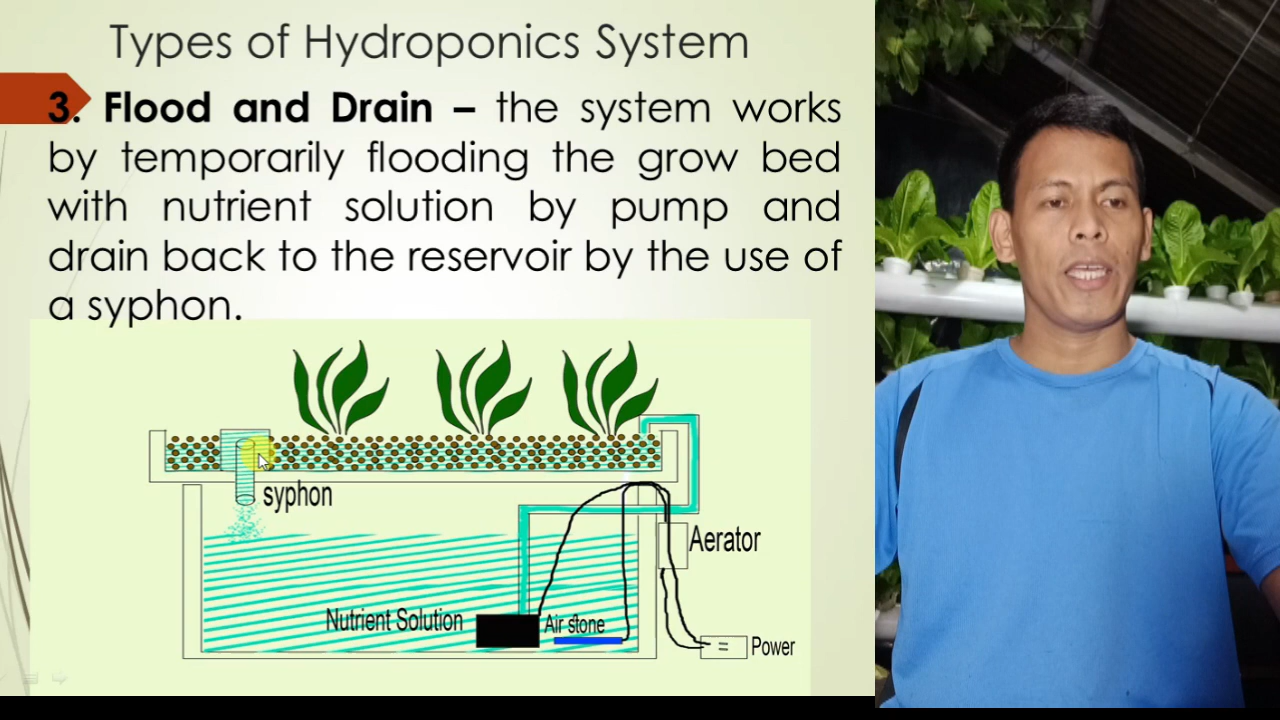 Types of Hydroponics System
3. Flood and Drain – the system works
by temporarily flooding the grow bed
with nutrient solution by pump and
drain back to the reservoir by the use of
a syphon.
syphon
Aerator
Nutrient Solution
Air stone
Power